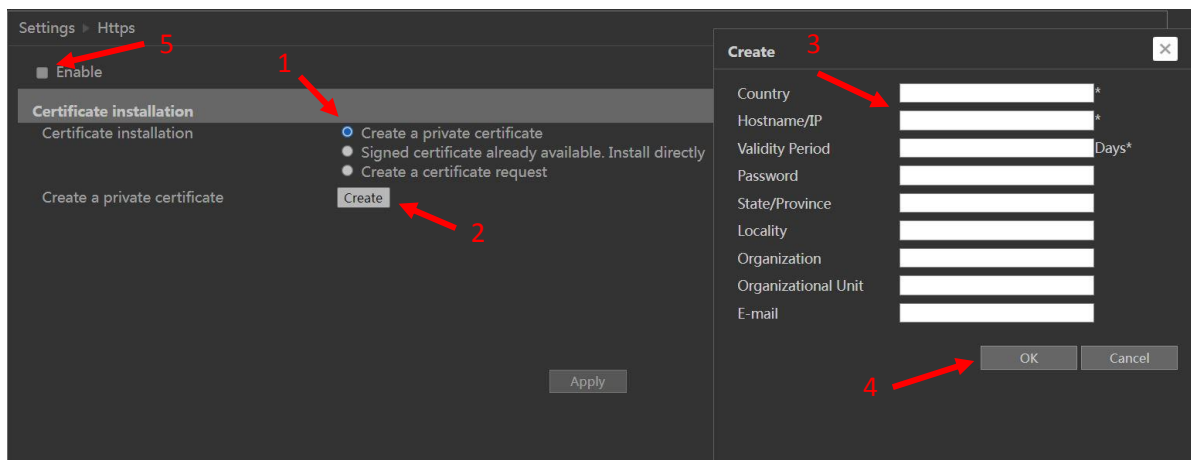 Settings ▶ Https
5
Enable
1
Certificate installation
Certificate installation
Create a private certificate
Signed certificate already available. Install directly
Create a certificate request
Create a private certificate
Create
2
Apply
Create
3
×
Country *
Hostname/IP *
Validity Period Days*
Password
State/Province
Locality
Organization
Organizational Unit
E-mail
OK Cancel
4